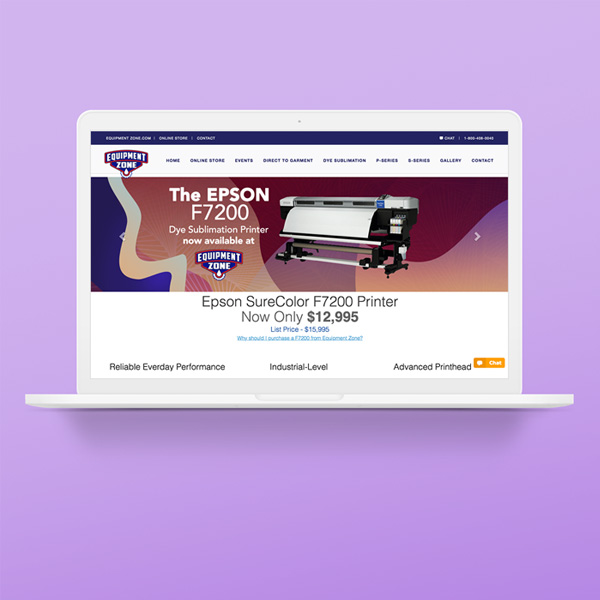 EQUIPMENT ZONE.COM | ONLINE STORE | CONTACT
CHAT | 1-800-408-0040
EQUIPMENT
ZONE
HOME ONLINE STORE EVENTS DIRECT TO GARMENT DYE SUBLIMATION P-SERIES S-SERIES GALLERY CONTACT
The EPSON
F7200
Dye Sublimation Printer
now available at
EQUIPMENT
ZONE
Epson SureColor F7200 Printer
Now Only $12,995
List Price - $15,995
Why should I purchase a F7200 from Equipment Zone?
Reliable Everday Performance Industrial-Level Advanced Printhead
Chat